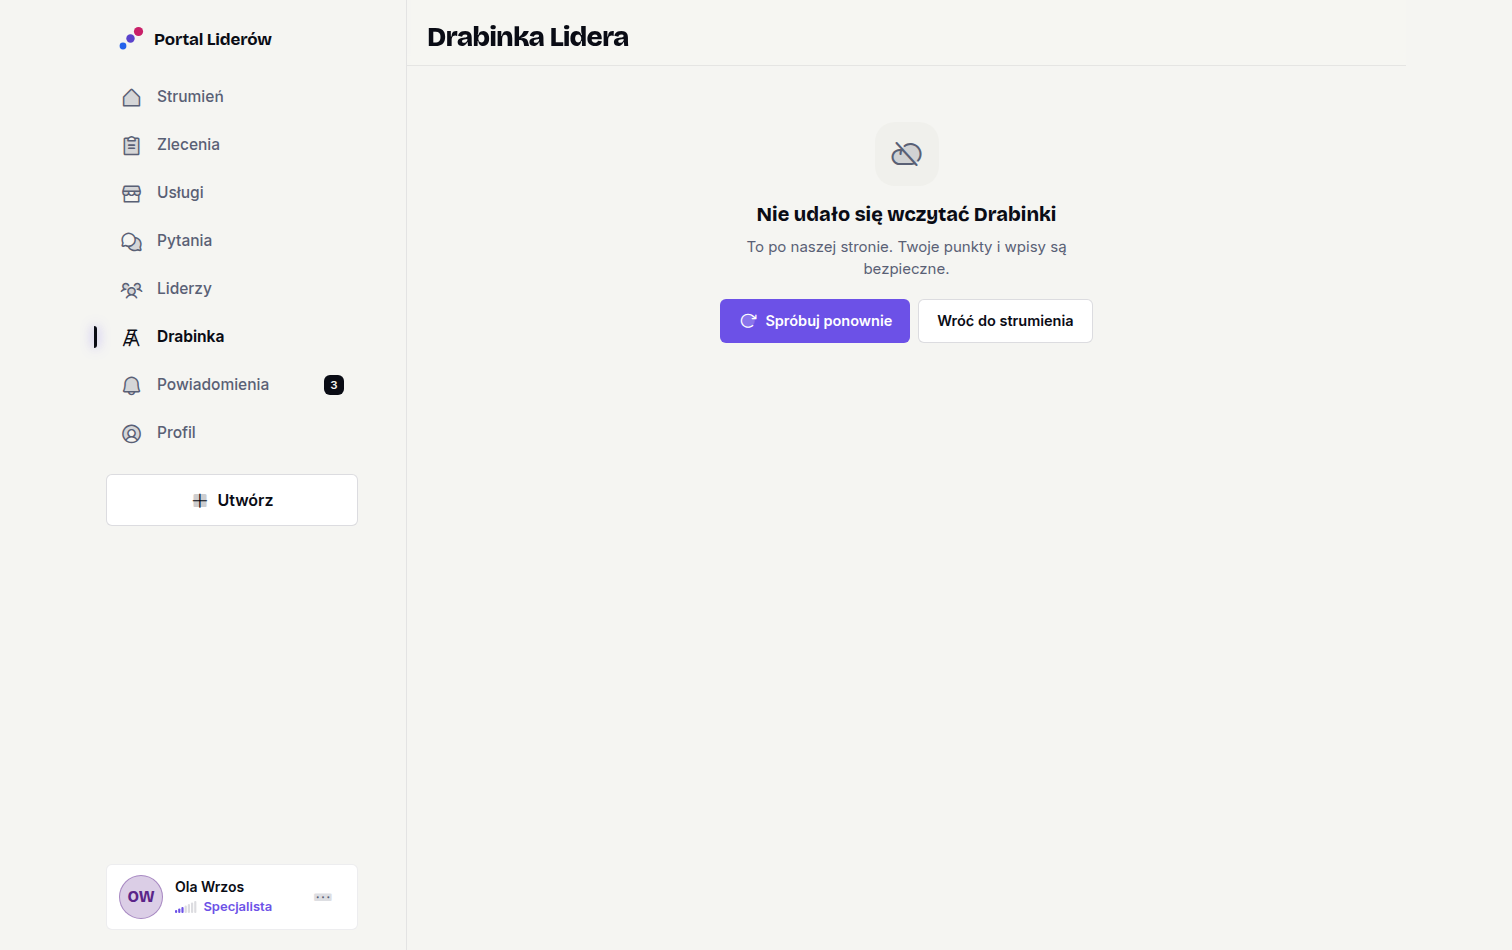 Portal Liderów
Strumień
Zlecenia
Usługi
Pytania
Liderzy
Drabinka
Powiadomienia
3
Profil
Utwórz
OW
Ola Wrzos
Specjalista
Drabinka Lidera
Nie udało się wczytać Drabinki
To po naszej stronie. Twoje punkty i wpisy są
bezpieczne.
Spróbuj ponownie
Wróć do strumienia